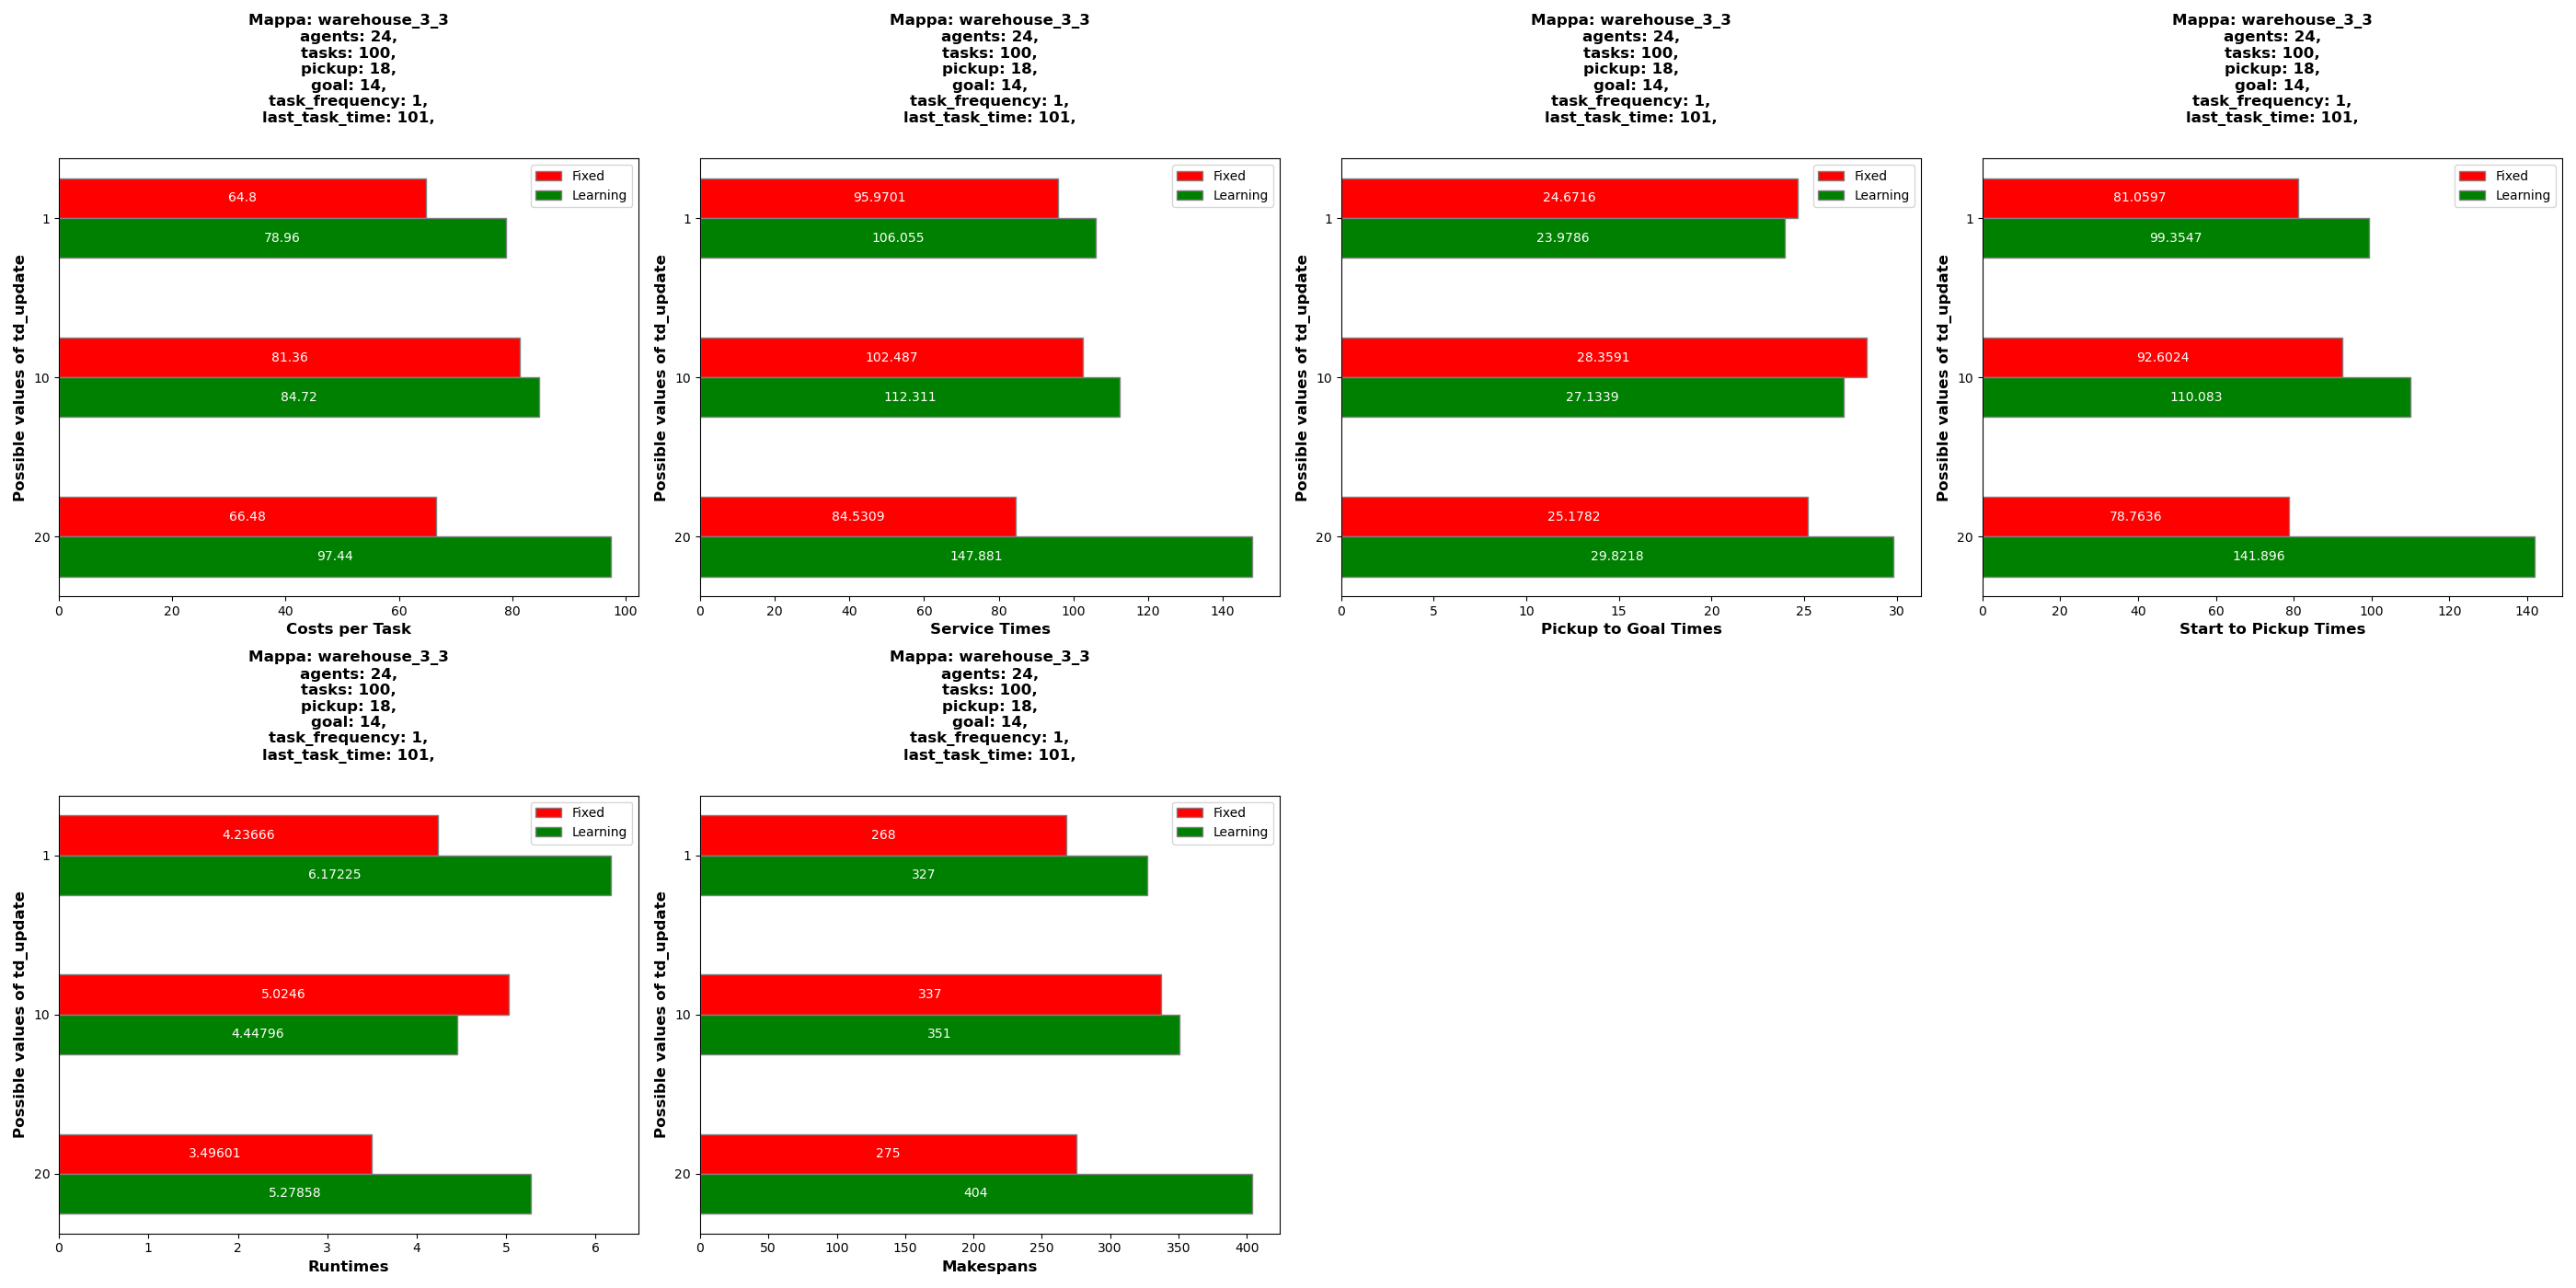 Mappa: warehouse_3_3
agents: 24,
tasks: 100,
pickup: 18,
goal: 14,
task_frequency: 1,
last_task_time: 101,
Fixed
Learning
64.8
1
78.96
81.36
10
84.72
66.48
20
97.44
Possible values of td_update
0 20 40 60 80 100
Costs per Task
Mappa: warehouse_3_3
agents: 24,
tasks: 100,
pickup: 18,
goal: 14,
task_frequency: 1,
last_task_time: 101,
Fixed
Learning
95.9701
1
106.055
102.487
10
112.311
84.5309
20
147.881
Possible values of td_update
0 20 40 60 80 100 120 140
Service Times
Mappa: warehouse_3_3
agents: 24,
tasks: 100,
pickup: 18,
goal: 14,
task_frequency: 1,
last_task_time: 101,
Fixed
Learning
24.6716
1
23.9786
28.3591
10
27.1339
25.1782
20
29.8218
Possible values of td_update
0 5 10 15 20 25 30
Pickup to Goal Times
Mappa: warehouse_3_3
agents: 24,
tasks: 100,
pickup: 18,
goal: 14,
task_frequency: 1,
last_task_time: 101,
Fixed
Learning
81.0597
1
99.3547
92.6024
10
110.083
78.7636
20
141.896
Possible values of td_update
0 20 40 60 80 100 120 140
Start to Pickup Times
Mappa: warehouse_3_3
agents: 24,
tasks: 100,
pickup: 18,
goal: 14,
task_frequency: 1,
last_task_time: 101,
Fixed
Learning
4.23666
1
6.17225
5.0246
10
4.44796
3.49601
20
5.27858
Possible values of td_update
0 1 2 3 4 5 6
Runtimes
Mappa: warehouse_3_3
agents: 24,
tasks: 100,
pickup: 18,
goal: 14,
task_frequency: 1,
last_task_time: 101,
Fixed
Learning
268
1
327
337
10
351
275
20
404
Possible values of td_update
0 50 100 150 200 250 300 350 400
Makespans